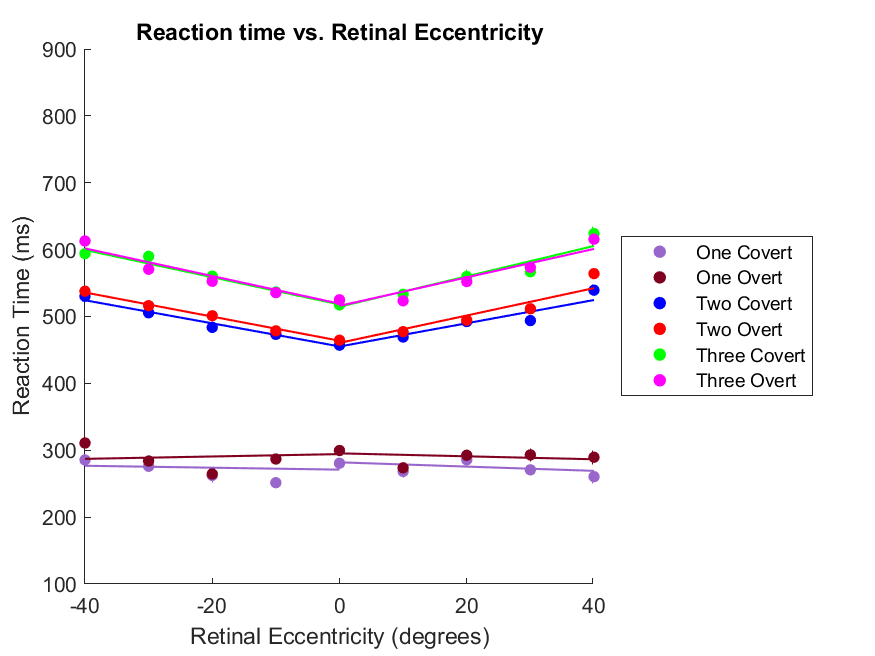 Reaction time vs. Retinal Eccentricity
900
800
700
600
500
400
300
200
100
Reaction Time (ms)
-40
-20
0
20
40
Retinal Eccentricity (degrees)
One Covert
One Overt
Two Covert
Two Overt
Three Covert
Three Overt